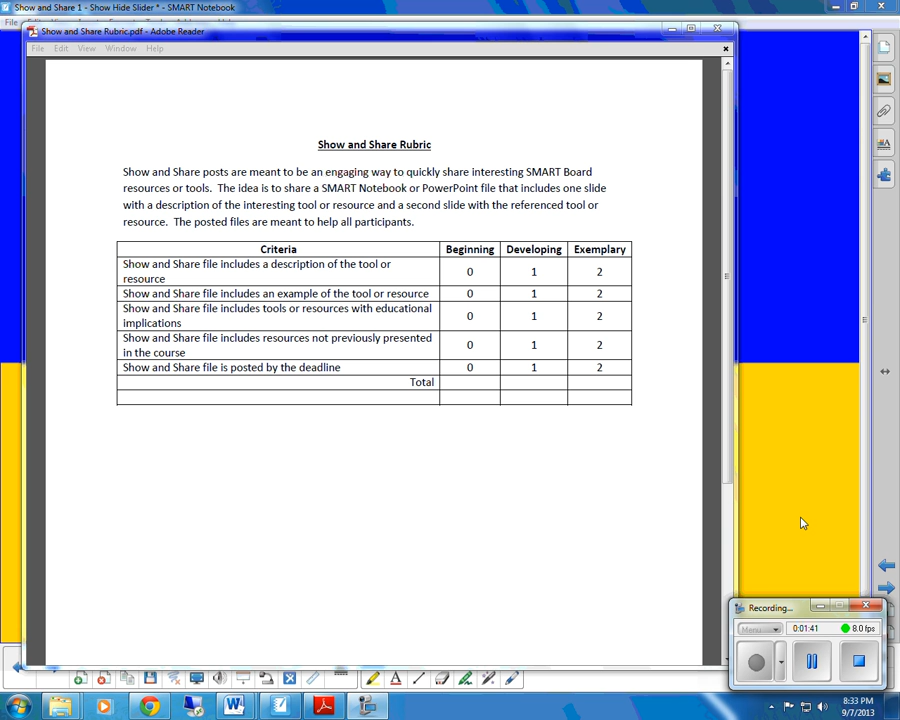 Show and Share 1 - Show Hide Slider * - SMART Notebook
File
Show and Share Rubric.pdf - Adobe Reader
File Edit View Window Help
Show and Share Rubric
Show and Share posts are meant to be an engaging way to quickly share interesting SMART Board
resources or tools. The idea is to share a SMART Notebook or PowerPoint file that includes one slide
with a description of the interesting tool or resource and a second slide with the referenced tool or
resource. The posted files are meant to help all participants.
Criteria Beginning Developing Exemplary
Show and Share file includes a description of the tool or
resource 0 1 2
Show and Share file includes an example of the tool or resource 0 1 2
Show and Share file includes tools or resources with educational
implications 0 1 2
Show and Share file includes resources not previously presented
in the course 0 1 2
Show and Share file is posted by the deadline 0 1 2
Total
Recording...
Menu 0:01:41 8.0 fps
8:33 PM
9/7/2013